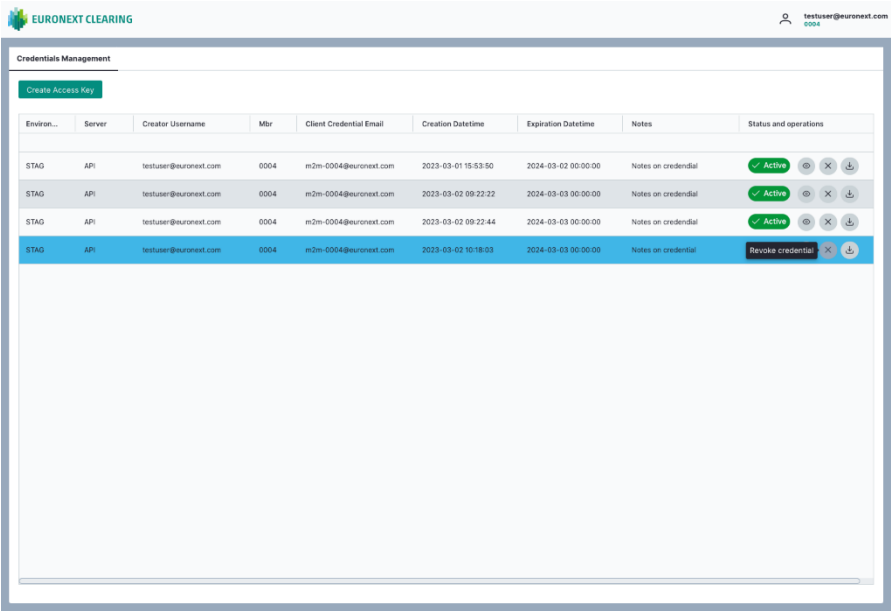 EURONEXT CLEARING
testuser@euronext.com
0004
Credentials Management
Create Access Key
Environ... Server Creator Username Mbr Client Credential Email Creation Datetime Expiration Datetime Notes Status and operations
STAG API testuser@euronext.com 0004 m2m-0004@euronext.com 2023-03-01 15:53:50 2024-03-02 00:00:00 Notes on credendial Active
STAG API testuser@euronext.com 0004 m2m-0004@euronext.com 2023-03-02 09:22:22 2024-03-03 00:00:00 Notes on credendial Active
STAG API testuser@euronext.com 0004 m2m-0004@euronext.com 2023-03-02 09:22:44 2024-03-03 00:00:00 Notes on credendial Active
STAG API testuser@euronext.com 0004 m2m-0004@euronext.com 2023-03-02 10:18:03 2024-03-03 00:00:00 Notes on credential Revoke credential